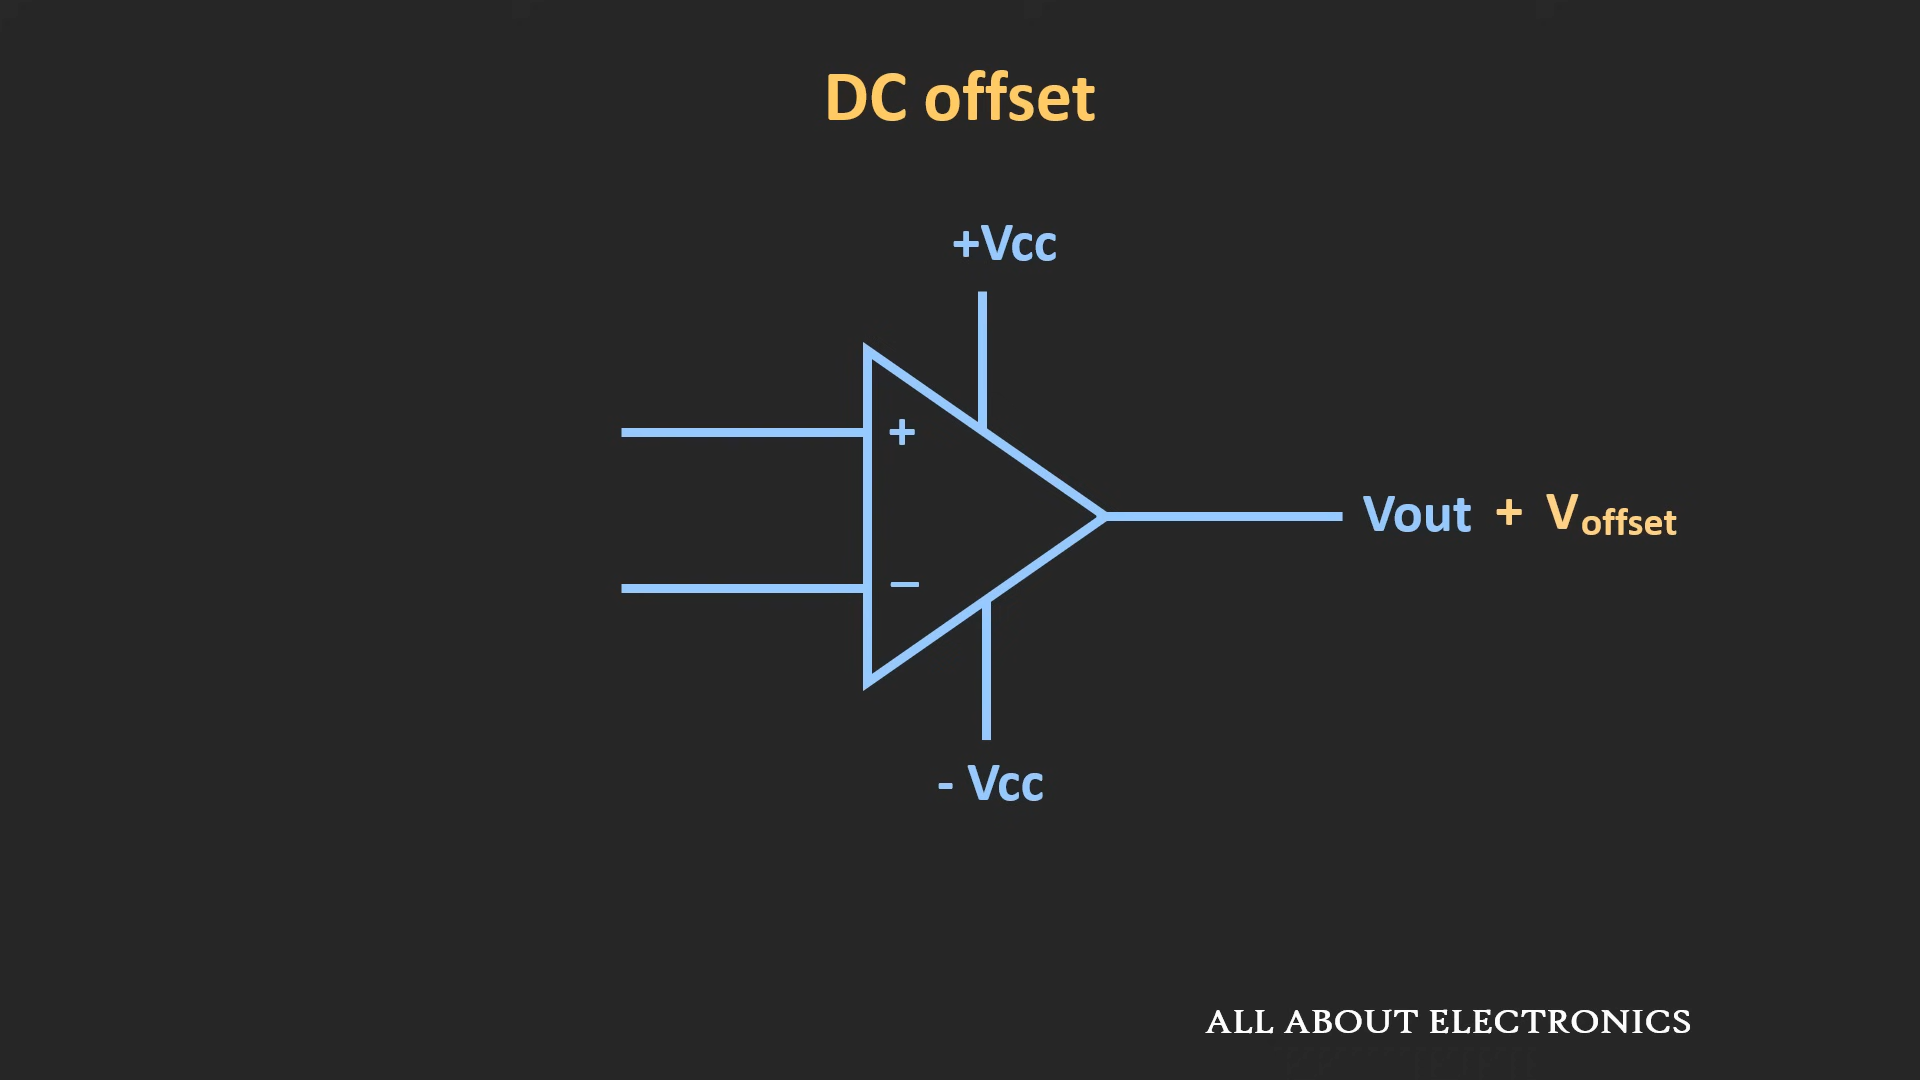 DC offset
+Vcc
+
Vout + Voffset
–
- Vcc
ALL ABOUT ELECTRONICS